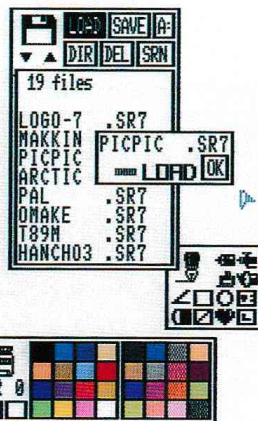 LOAD SAVE A:
DIR DEL SRN
19 files
LOGO-7 .SR7
MAKKIN
PICPIC
ARCTIC
PAL .SR7
OMAKE .SR7
T89M .SR7
HANCHO3 .SR7
PICPIC .SR7
LOAD OK
0